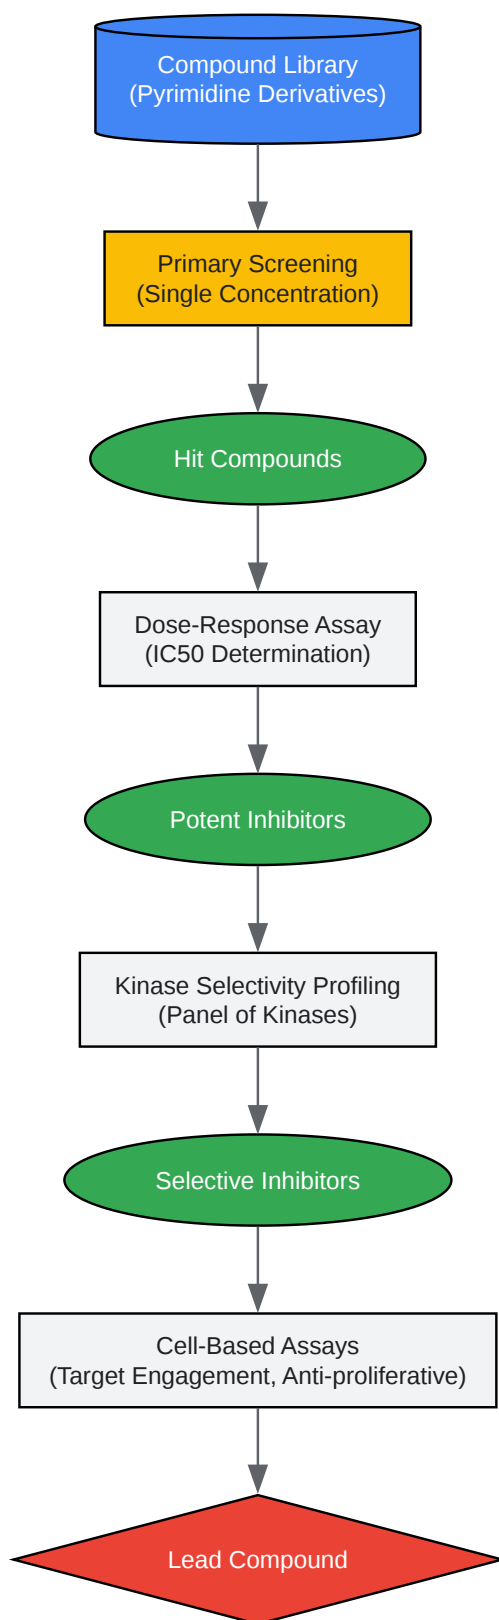 Compound Library
(Pyrimidine Derivatives)
Primary Screening
(Single Concentration)
Hit Compounds
Dose-Response Assay
(IC50 Determination)
Potent Inhibitors
Kinase Selectivity Profiling
(Panel of Kinases)
Selective Inhibitors
Cell-Based Assays
(Target Engagement, Anti-proliferative)
Lead Compound